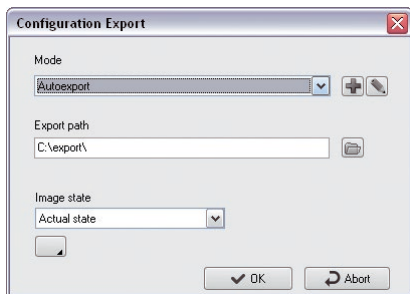 Configuration Export
Mode
Autoexport
Export path
C:\export\
Image state
Actual state
OK
Abort